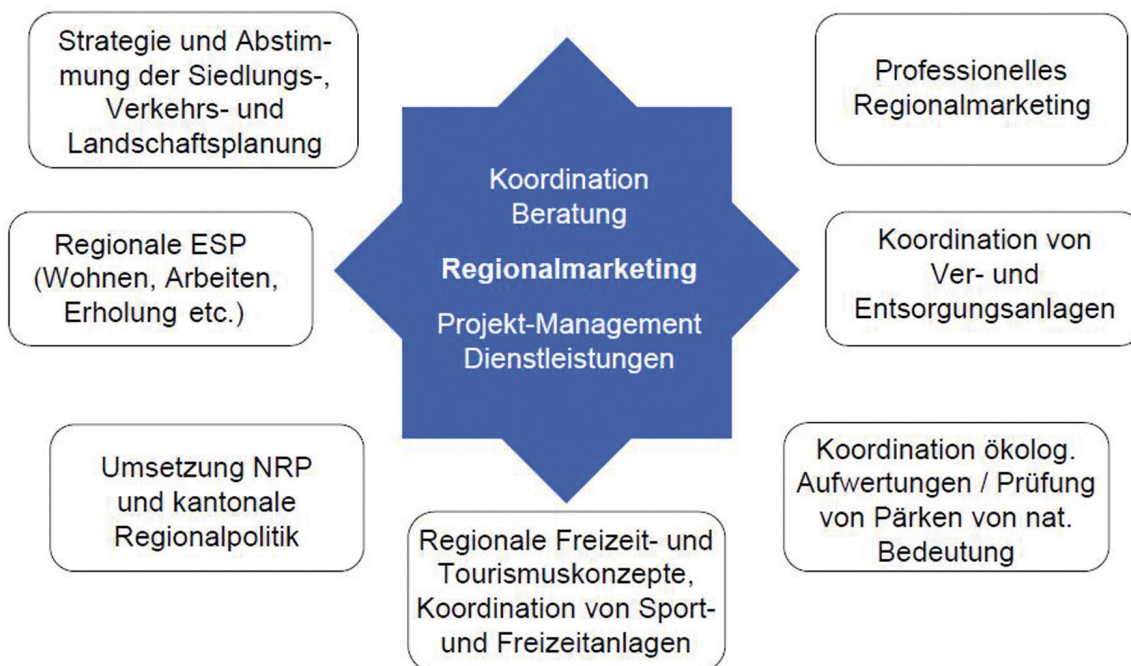 Strategie und Abstim-
mung der Siedlungs-,
Verkehrs- und
Landschaftsplanung
Professionelles
Regionalmarketing
Koordination
Beratung
Regionalmarketing
Projekt-Management
Dienstleistungen
Regionale ESP
(Wohnen, Arbeiten,
Erholung etc.)
Koordination von
Ver- und
Entsorgungsanlagen
Umsetzung NRP
und kantonale
Regionalpolitik
Regionale Freizeit- und
Tourismuskonzepte,
Koordination von Sport-
und Freizeitanlagen
Koordination ökolog.
Aufwertungen / Prüfung
von Pärken von nat.
Bedeutung